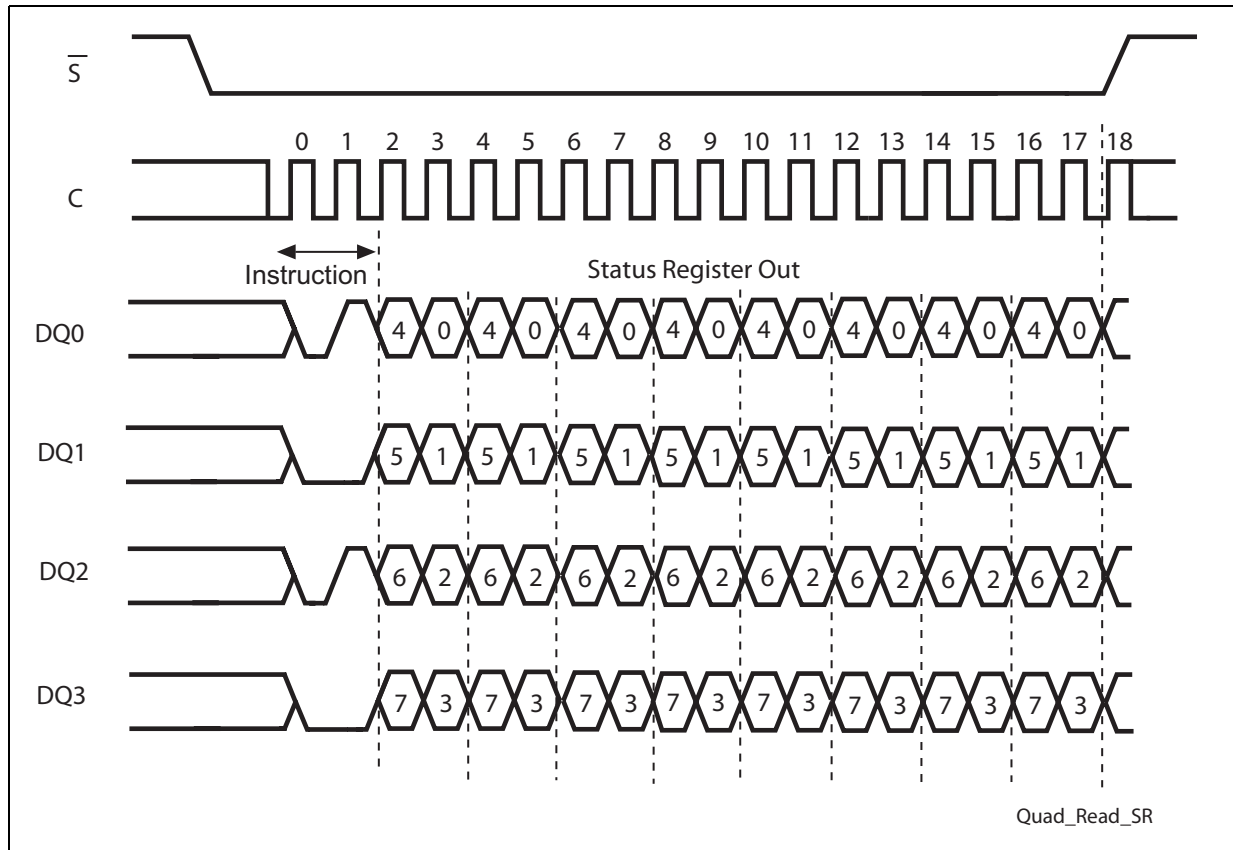 S
0 1 2 3 4 5 6 7 8 9 10 11 12 13 14 15 16 17 18
C
Instruction
Status Register Out
DQ0 4 0 4 0 4 0 4 0 4 0 4 0 4 0 4 0
DQ1 5 1 5 1 5 1 5 1 5 1 5 1 5 1 5 1
DQ2 6 2 6 2 6 2 6 2 6 2 6 2 6 2 6 2
DQ3 7 3 7 3 7 3 7 3 7 3 7 3 7 3 7 3
Quad_Read_SR